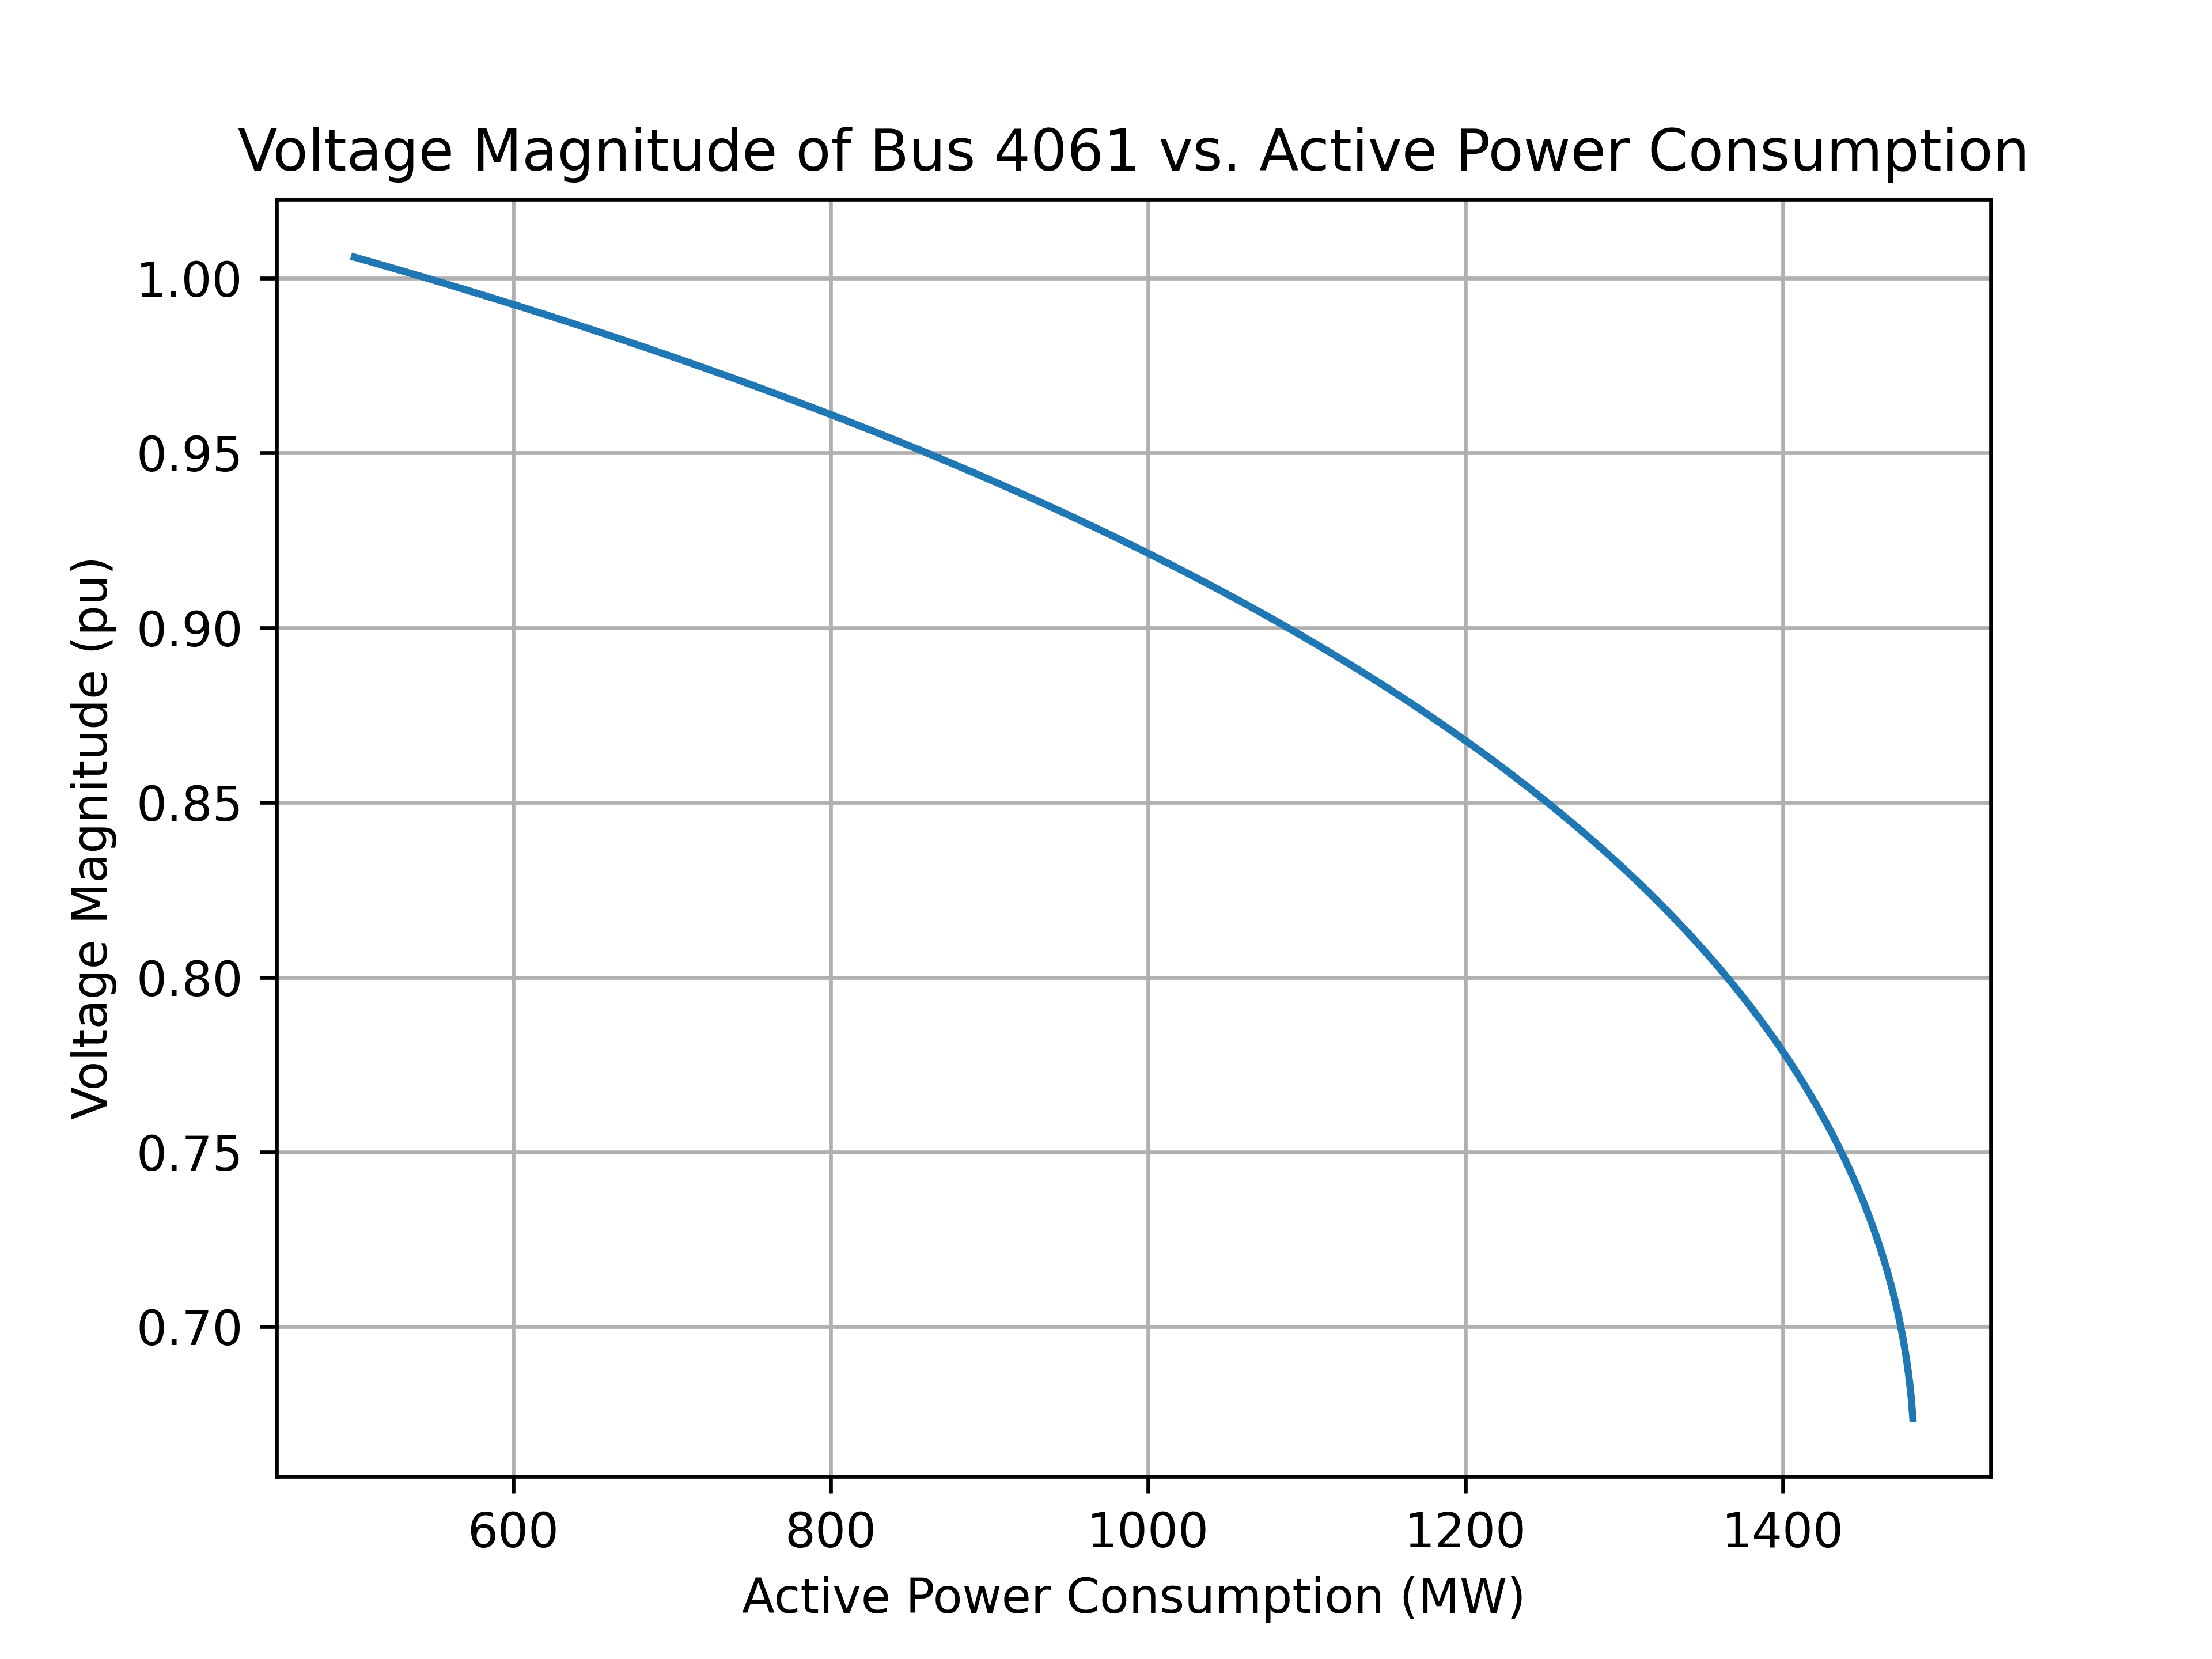 Voltage Magnitude of Bus 4061 vs. Active Power Consumption
Voltage Magnitude (pu)
1.00
0.95
0.90
0.85
0.80
0.75
0.70
600 800 1000 1200 1400
Active Power Consumption (MW)